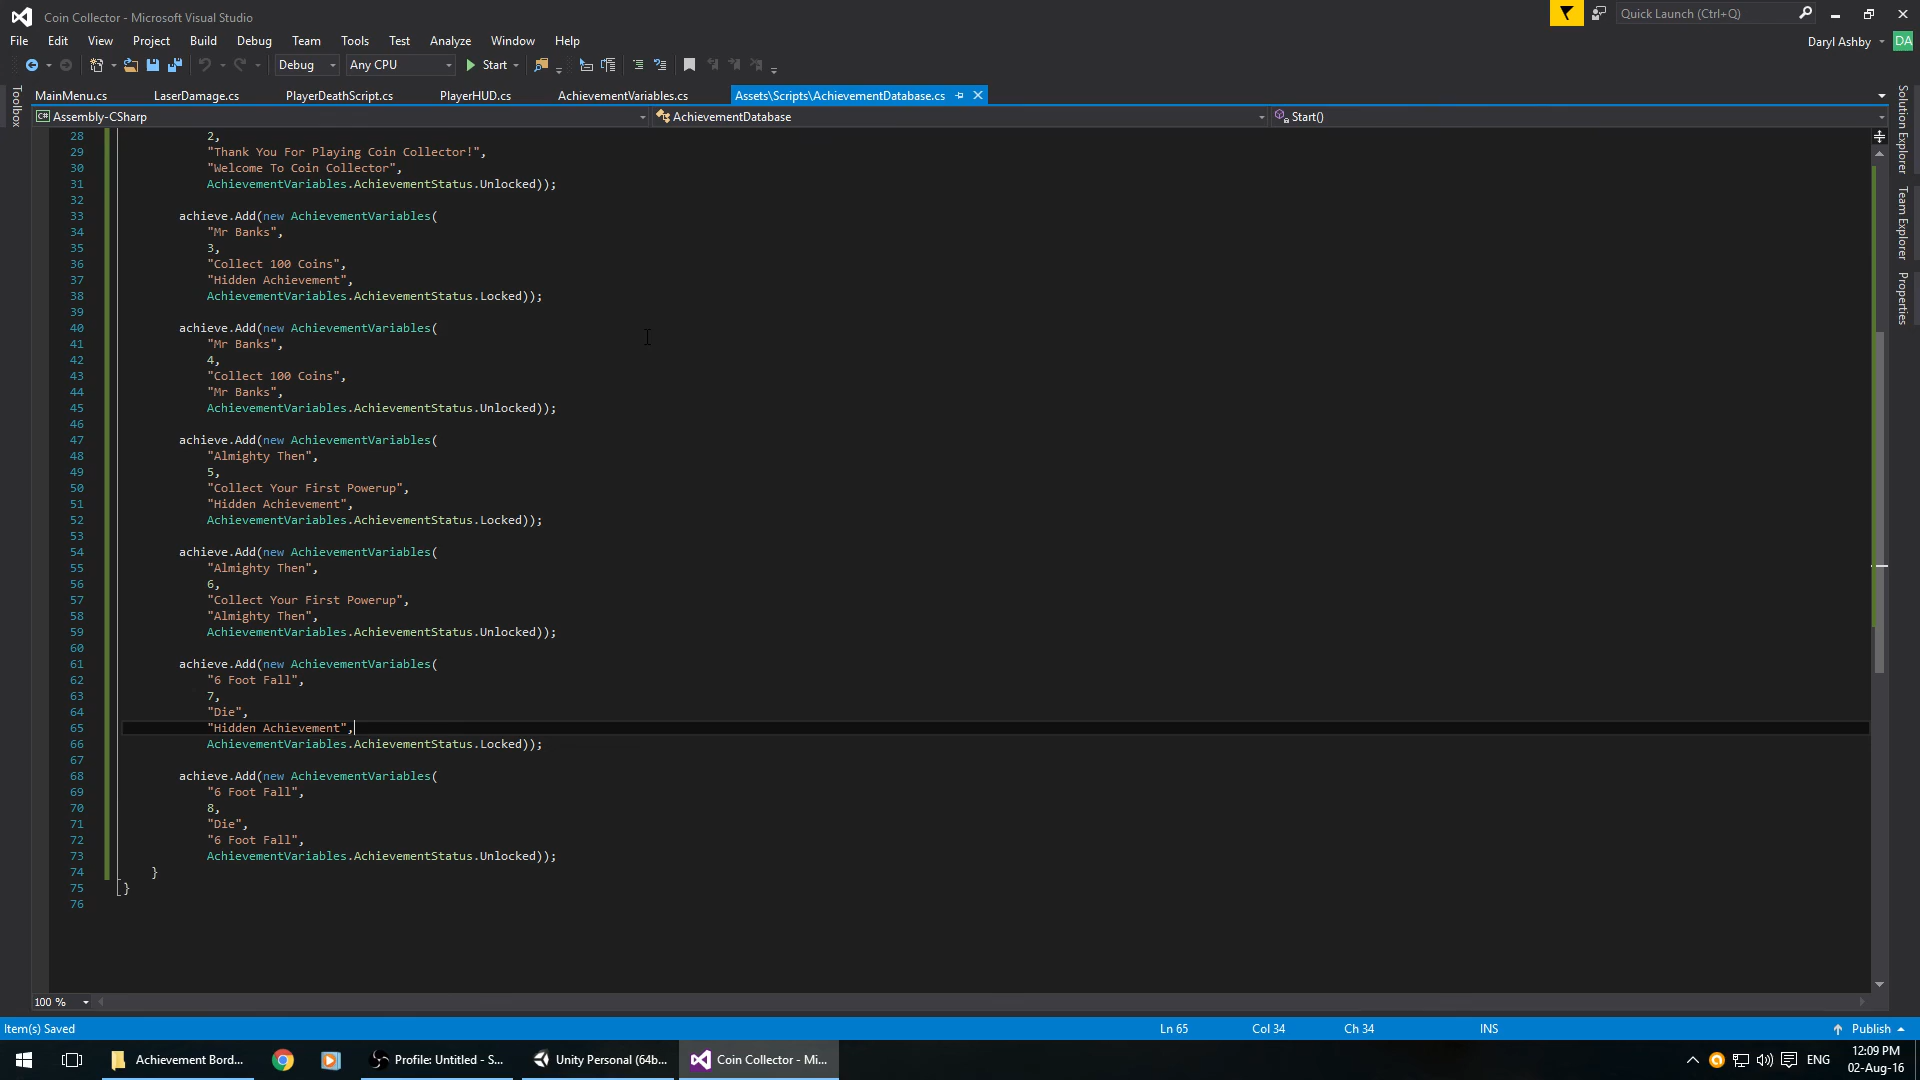 Coin Collector - Microsoft Visual Studio
Quick Launch (Ctrl+Q)
File Edit View Project Build Debug Team Tools Test Analyze Window Help
Daryl Ashby DA
Debug Any CPU Start
Toolbox
MainMenu.cs LaserDamage.cs PlayerDeathScript.cs PlayerHUD.cs AchievementVariables.cs Assets\Scripts\AchievementDatabase.cs
Solution Explorer
Team Explorer
Properties
C# Assembly-CSharp AchievementDatabase Start()
28 2,
29 "Thank You For Playing Coin Collector!",
30 "Welcome To Coin Collector",
31 AchievementVariables.AchievementStatus.Unlocked));
32
33 achieve.Add(new AchievementVariables(
34 "Mr Banks",
35 3,
36 "Collect 100 Coins",
37 "Hidden Achievement",
38 AchievementVariables.AchievementStatus.Locked));
39
40 achieve.Add(new AchievementVariables(
41 "Mr Banks",
42 4,
43 "Collect 100 Coins",
44 "Mr Banks",
45 AchievementVariables.AchievementStatus.Unlocked));
46
47 achieve.Add(new AchievementVariables(
48 "Almighty Then",
49 5,
50 "Collect Your First Powerup",
51 "Hidden Achievement",
52 AchievementVariables.AchievementStatus.Locked));
53
54 achieve.Add(new AchievementVariables(
55 "Almighty Then",
56 6,
57 "Collect Your First Powerup",
58 "Almighty Then",
59 AchievementVariables.AchievementStatus.Unlocked));
60
61 achieve.Add(new AchievementVariables(
62 "6 Foot Fall",
63 7,
64 "Die",
65 "Hidden Achievement",
66 AchievementVariables.AchievementStatus.Locked));
67
68 achieve.Add(new AchievementVariables(
69 "6 Foot Fall",
70 8,
71 "Die",
72 "6 Foot Fall",
73 AchievementVariables.AchievementStatus.Unlocked));
74 }
75 }
76
100 %
Item(s) Saved Ln 65 Col 34 Ch 34 INS Publish
Achievement Bord... Profile: Untitled - S... Unity Personal (64b... Coin Collector - Mi... ENG 12:09 PM
02-Aug-16